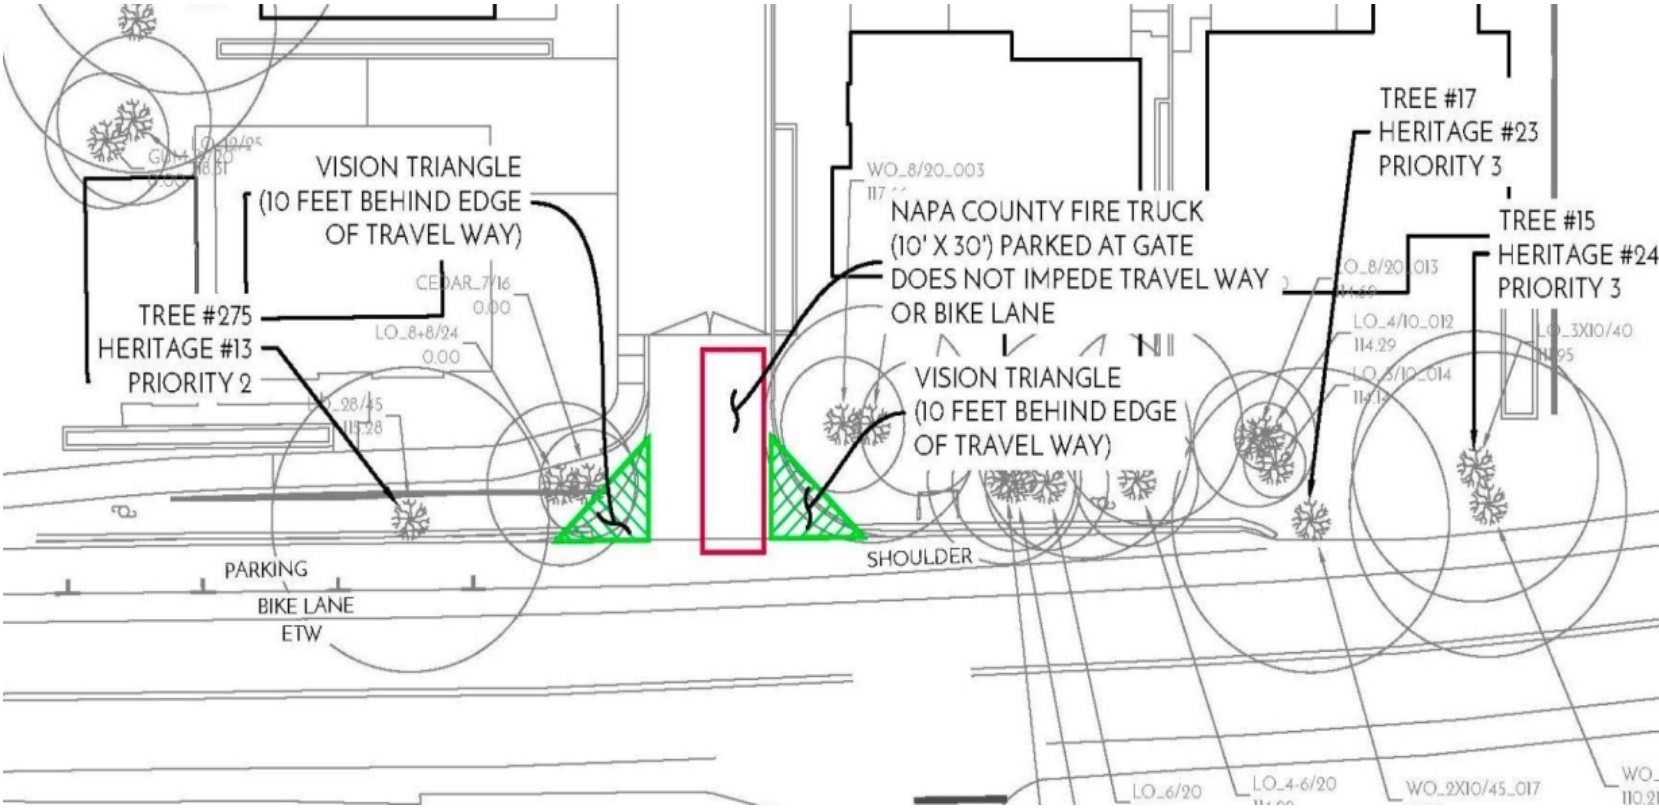 TREE #17
HERITAGE #23
PRIORITY 3
VISION TRIANGLE
(10 FEET BEHIND EDGE
OF TRAVEL WAY)
WO_8/20_003
NAPA COUNTY FIRE TRUCK
(10' X 30') PARKED AT GATE
DOES NOT IMPEDE TRAVEL WAY
OR BIKE LANE
TREE #15
HERITAGE #24
PRIORITY 3
CEDAR_7/16
0.00
LO_8/20_013
TREE #275
HERITAGE #13
PRIORITY 2
LO_8+8/24
0.00
LO_4/10_012
114.29
LO_3X10/40
VISION TRIANGLE
(10 FEET BEHIND EDGE
OF TRAVEL WAY)
28/45
115.28
SHOULDER
PARKING
BIKE LANE
ETW
LO_6/20
LO_4-6/20
WO_2X10/45_017
WO_